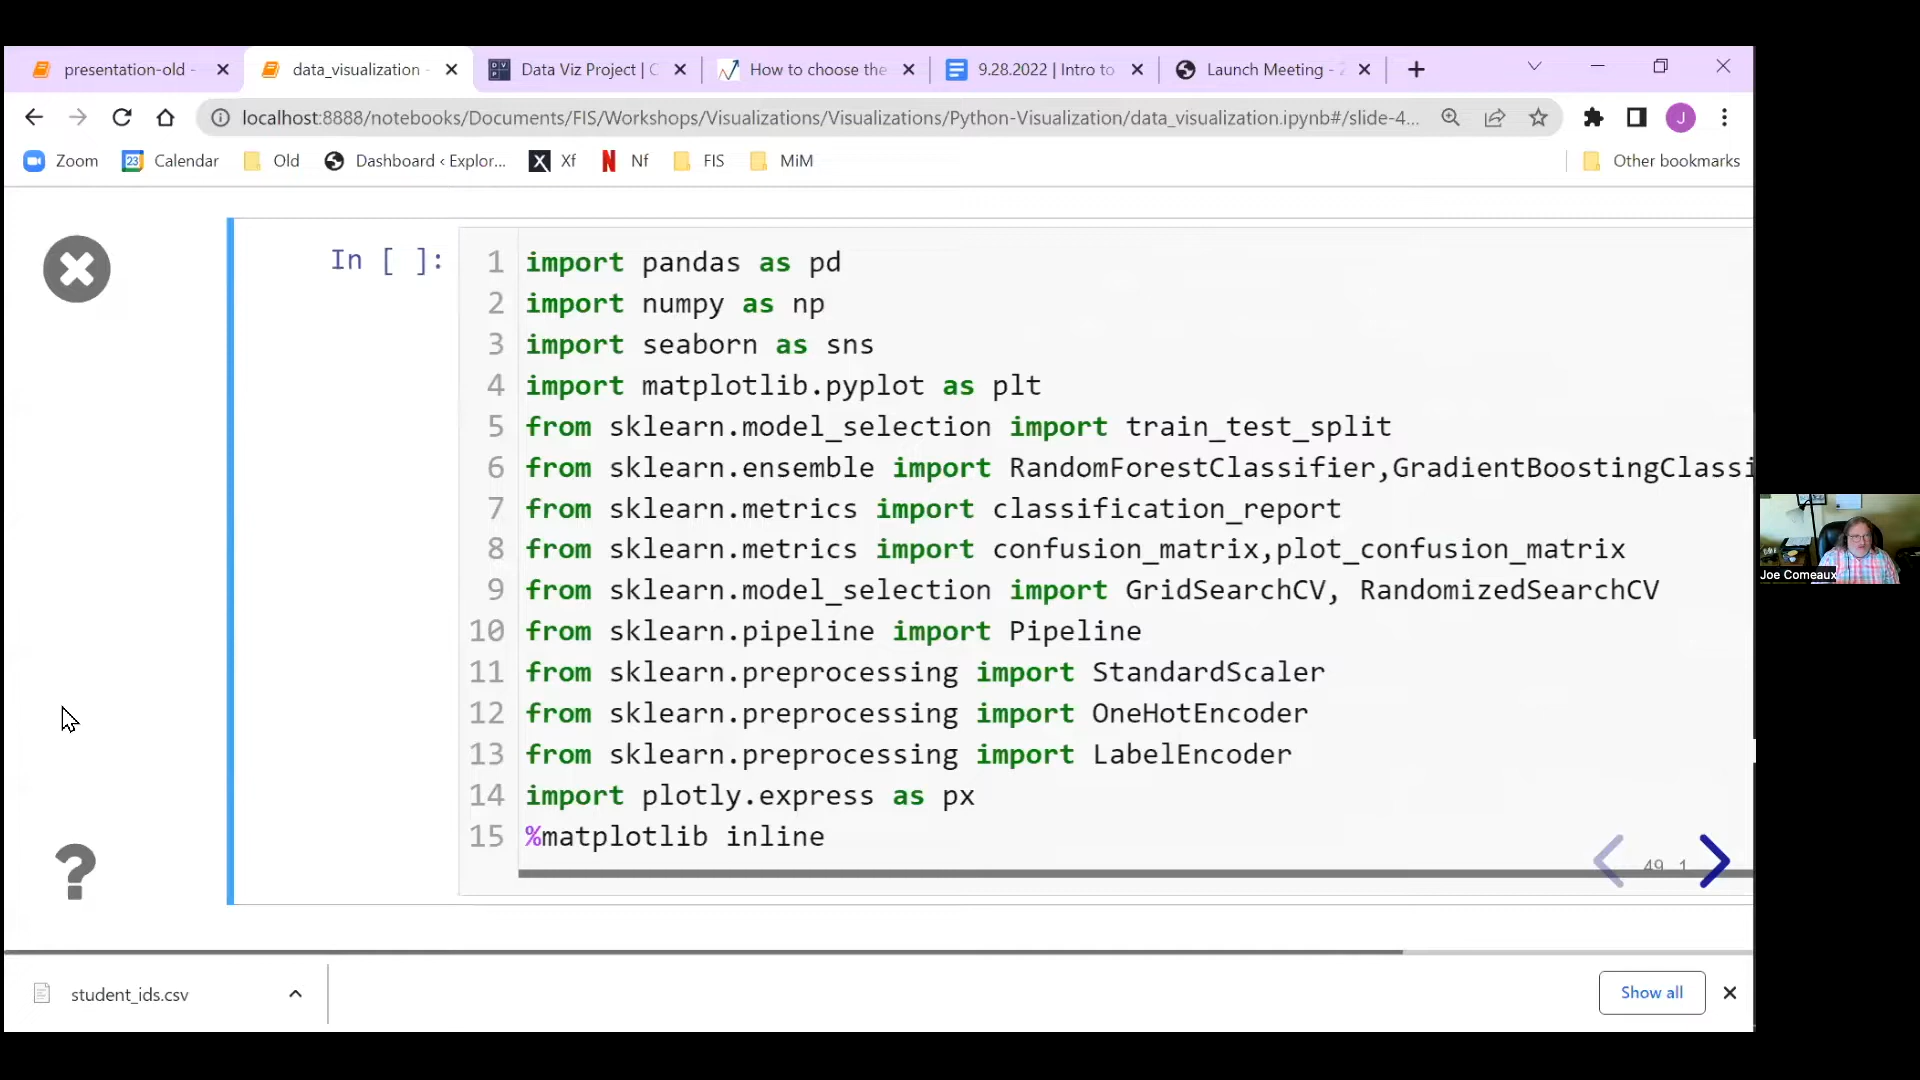 presentation-old -
data_visualization -
Data Viz Project | C
How to choose the
9.28.2022 | Intro to
Launch Meeting -
localhost:8888/notebooks/Documents/FIS/Workshops/Visualizations/Visualizations/Python-Visualization/data_visualization.ipynb#/slide-4...
J
Zoom
23
Calendar
Old
Dashboard ‹ Explor...
Xf
Nf
FIS
MiM
Other bookmarks
In [ ]:
1 import pandas as pd
2 import numpy as np
3 import seaborn as sns
4 import matplotlib.pyplot as plt
5 from sklearn.model_selection import train_test_split
6 from sklearn.ensemble import RandomForestClassifier,GradientBoostingClassi
7 from sklearn.metrics import classification_report
8 from sklearn.metrics import confusion_matrix,plot_confusion_matrix
9 from sklearn.model_selection import GridSearchCV, RandomizedSearchCV
10 from sklearn.pipeline import Pipeline
11 from sklearn.preprocessing import StandardScaler
12 from sklearn.preprocessing import OneHotEncoder
13 from sklearn.preprocessing import LabelEncoder
14 import plotly.express as px
15 %matplotlib inline
49 1
?
Joe Comeaux
student_ids.csv
Show all